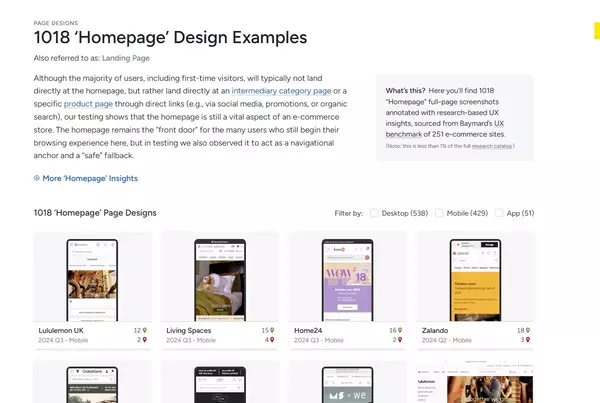 PAGE DESIGNS
1018 ‘Homepage’ Design Examples
Also referred to as: Landing Page
Although the majority of users, including first-time visitors, will typically not land
directly at the homepage, but rather land directly at an intermediary category page or a
specific product page through direct links (e.g., via social media, promotions, or organic
search), our testing shows that the homepage is still a vital aspect of an e-commerce
store. The homepage remains the “front door” for the many users who still begin their
browsing experience here, but in testing we also observed it to act as a navigational
anchor and a “safe” fallback.
What’s this? Here you’ll find 1018
“Homepage” full-page screenshots
annotated with research-based UX
insights, sourced from Baymard’s UX
benchmark of 251 e-commerce sites.
(Note: this is less than 1% of the full research catalog.)
More ‘Homepage’ Insights
1018 ‘Homepage’ Page Designs
Filter by: Desktop (538) Mobile (429) App (51)
WOW
Lululemon UK 12
2024 Q3 - Mobile 2
Living Spaces 15
2024 Q3 - Mobile 4
Home24 16
2024 Q3 - Mobile 2
Zalando 18
2024 Q2 - Mobile 3
lululemon